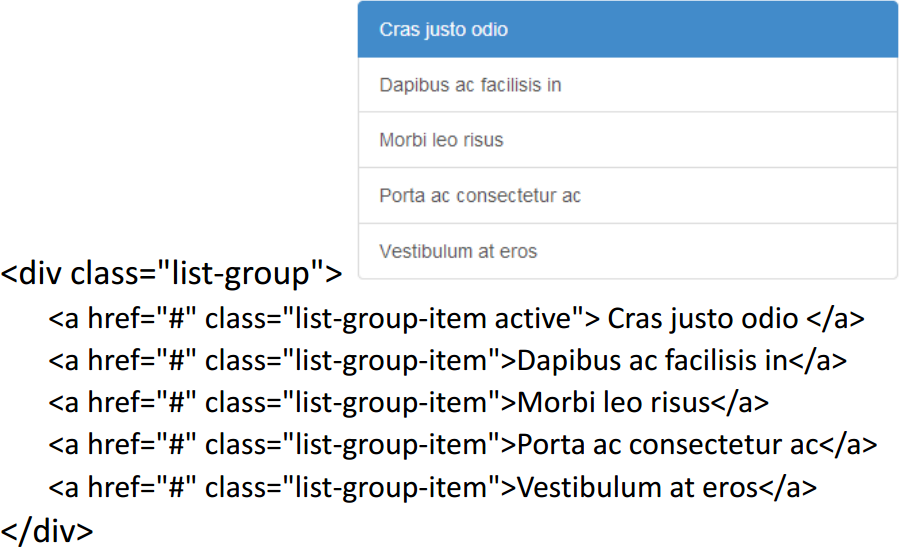 Cras justo odio
Dapibus ac facilisis in
Morbi leo risus
Porta ac consectetur ac
Vestibulum at eros
<div class="list-group">
<a href="#" class="list-group-item active"> Cras justo odio </a>
<a href="#" class="list-group-item">Dapibus ac facilisis in</a>
<a href="#" class="list-group-item">Morbi leo risus</a>
<a href="#" class="list-group-item">Porta ac consectetur ac</a>
<a href="#" class="list-group-item">Vestibulum at eros</a>
</div>